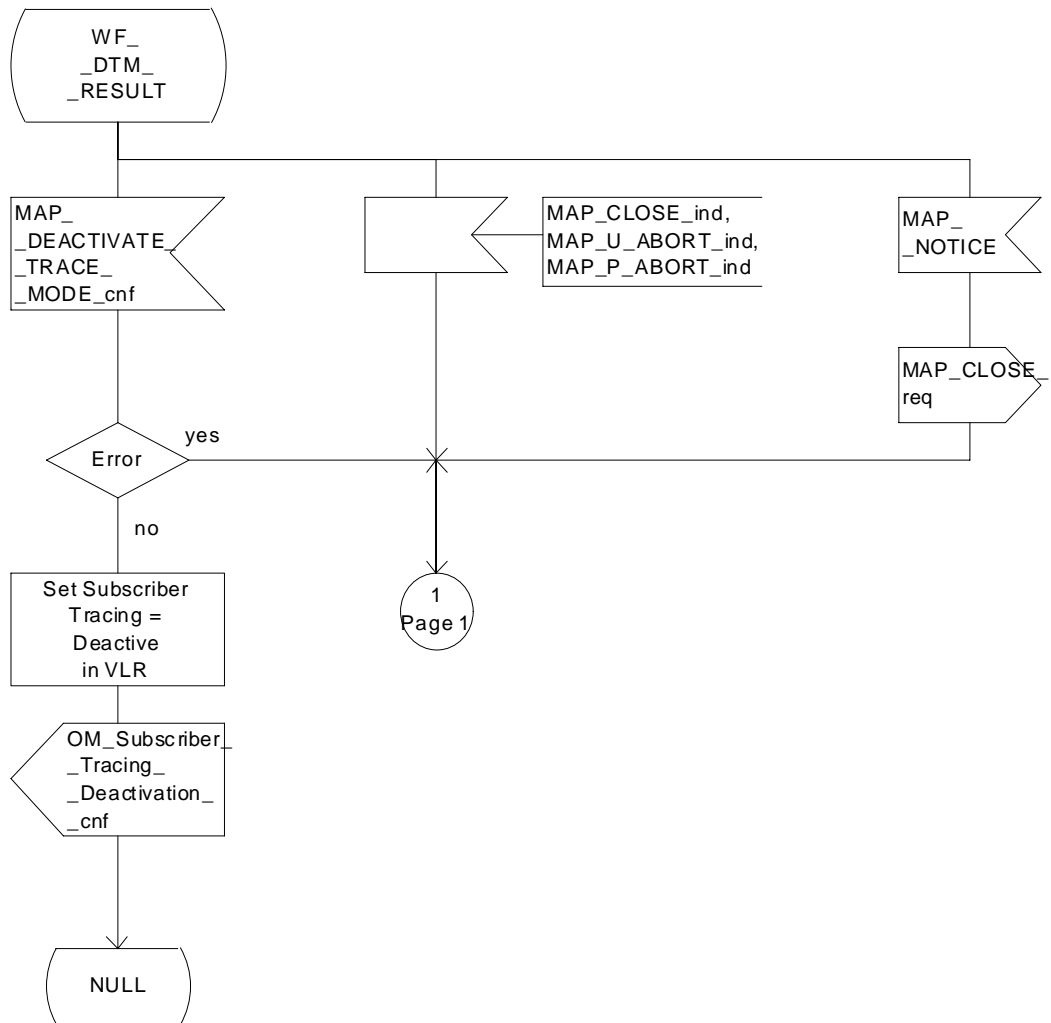 WF_
_DTM_
_RESULT
MAP_
_DEACTIVATE_
_TRACE_
_MODE_cnf
MAP_CLOSE_ind,
MAP_U_ABORT_ind,
MAP_P_ABORT_ind
MAP_
_NOTICE
MAP_CLOSE_
req
Error
yes
no
Set Subscriber
Tracing =
Deactive
in VLR
1
Page 1
OM_Subscriber_
_Tracing_
_Deactivation_
_cnf
NULL